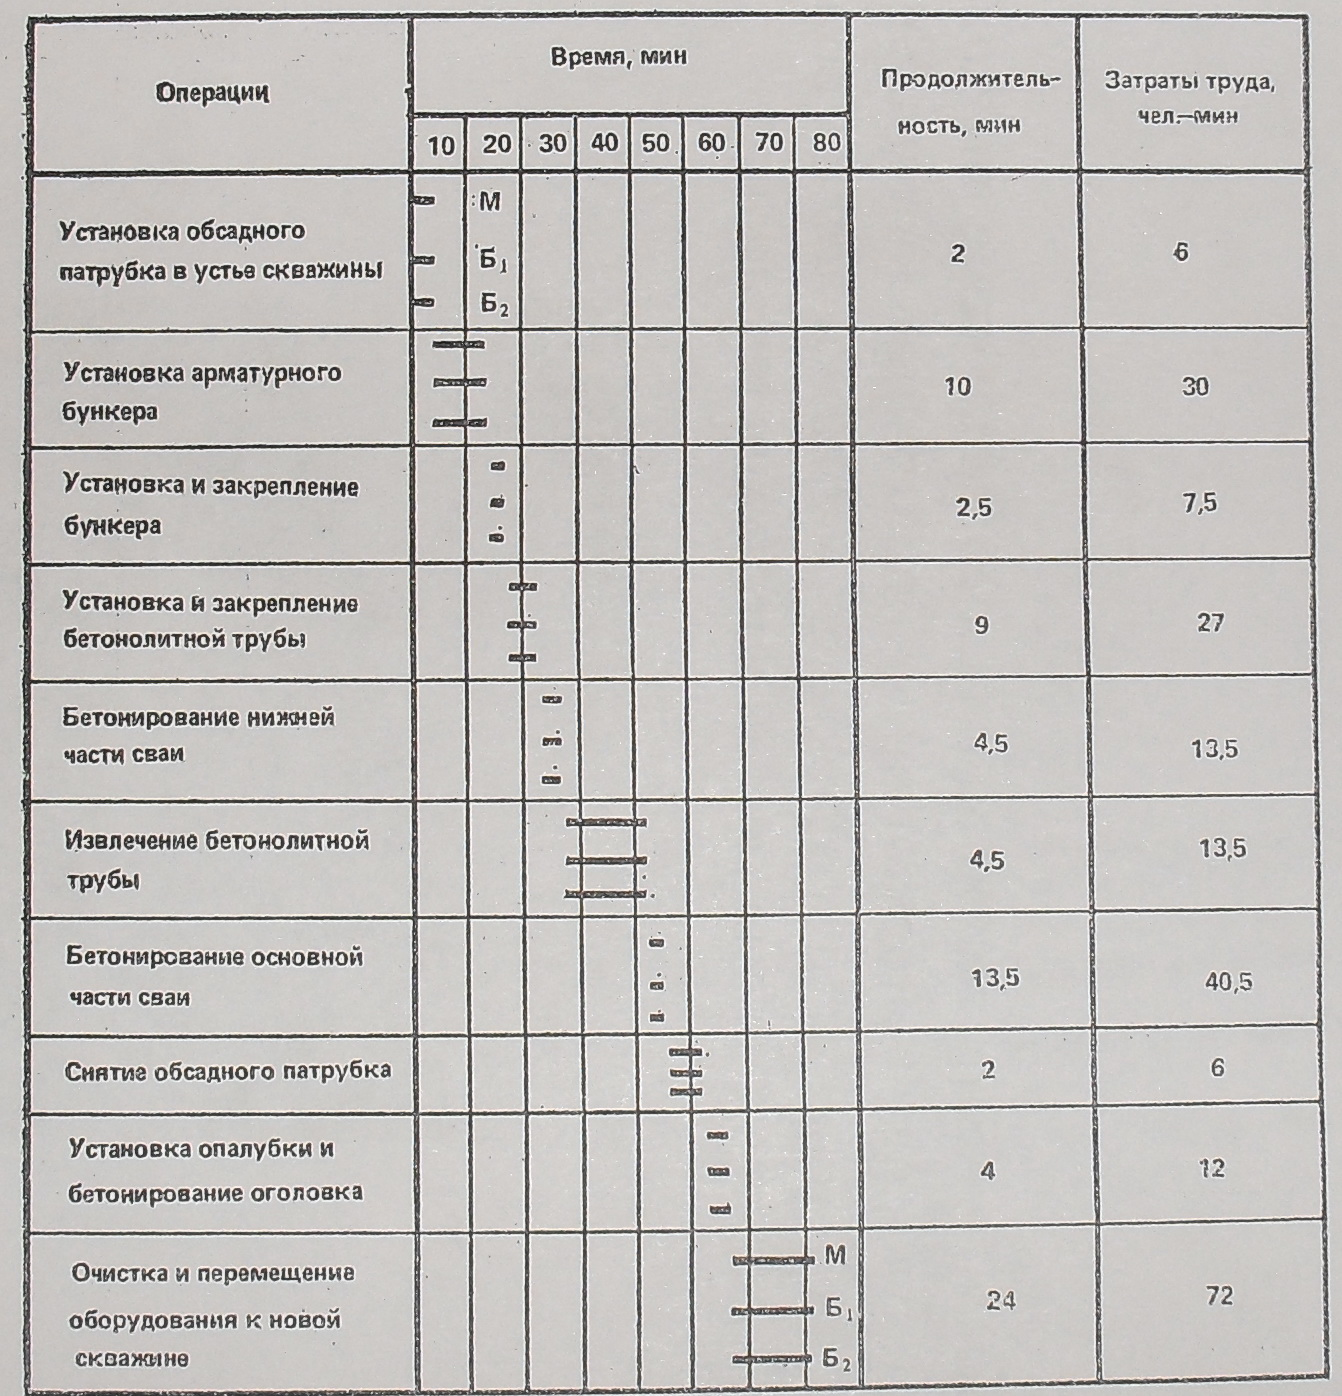 Операции
Время, мин
Продолжитель-
ность, мин
Затраты труда,
чел.—мин
10 20 30 40 50 60 70 80
Установка обсадного
патрубка в устье скважины
М
Б1
Б2
2
6
Установка арматурного
бункера
10
30
Установка и закрепление
бункера
2,5
7,5
Установка и закрепление
бетонолитной трубы
9
27
Бетонирование нижней
части сваи
4,5
13,5
Извлечение бетонолитной
трубы
4,5
13,5
Бетонирование основной
части сваи
13,5
40,5
Снятие обсадного патрубка
2
6
Установка опалубки и
бетонирование оголовка
4
12
Очистка и перемещение
оборудования к новой
скважине
М
Б1
Б2
24
72